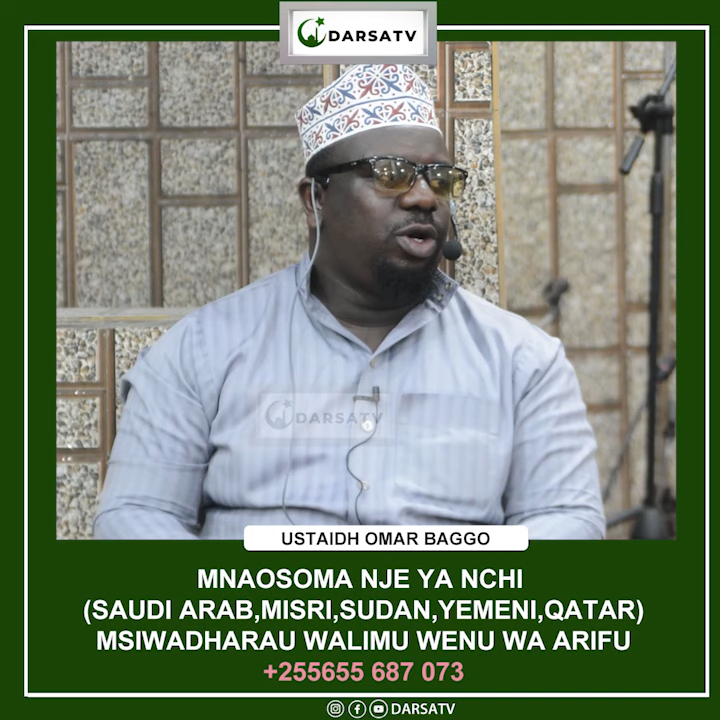 DARSATV
DARSATV
USTAIDH OMAR BAGGO
MNAOSOMA NJE YA NCHI
(SAUDI ARAB,MISRI,SUDAN,YEMENI,QATAR)
MSIWADHARAU WALIMU WENU WA ARIFU
+255655 687 073
DARSATV